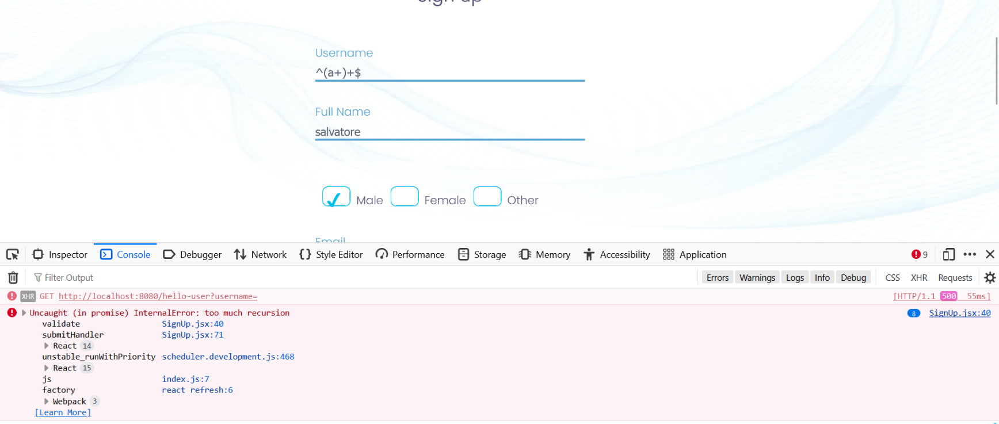 Sign up
Username
^(a+)+$
Full Name
salvatore
Male Female Other
Email
Inspector Console Debugger Network Style Editor Performance Storage Memory Accessibility Application 9
Filter Output Errors Warnings Logs Info Debug CSS XHR Requests
XHR GET http://localhost:8080/hello-user?username= [HTTP/1.1 500 55ms]
Uncaught (in promise) InternalError: too much recursion 8 SignUp.jsx:40
validate SignUp.jsx:40
submitHandler SignUp.jsx:71
React 14
unstable_runWithPriority scheduler.development.js:468
React 15
js index.js:7
factory react refresh:6
Webpack 3
[Learn More]